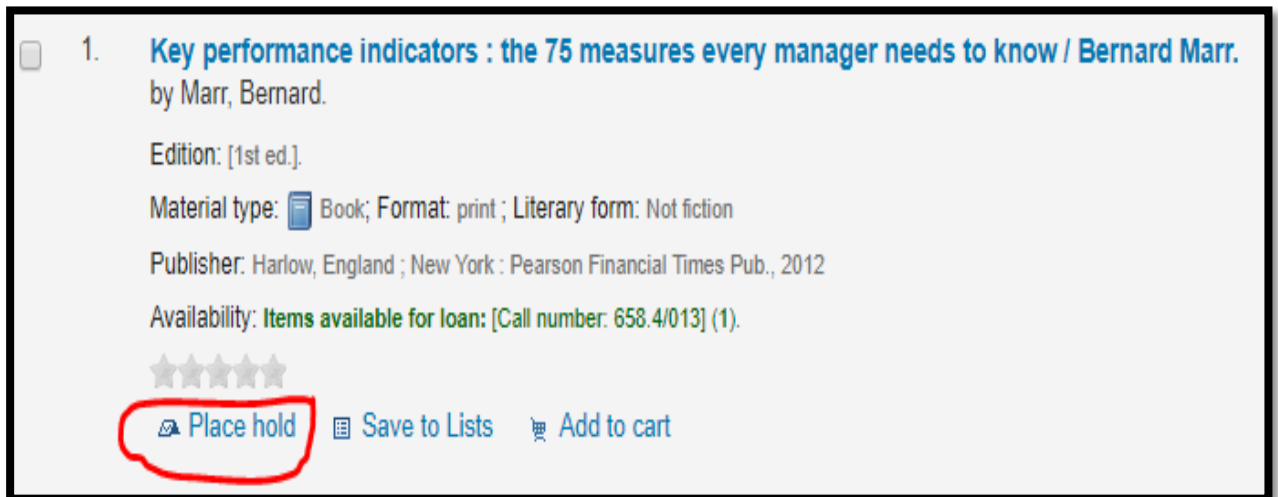 1. Key performance indicators : the 75 measures every manager needs to know / Bernard Marr.
by Marr, Bernard.
Edition: [1st ed.].
Material type: Book; Format: print ; Literary form: Not fiction
Publisher: Harlow, England ; New York : Pearson Financial Times Pub., 2012
Availability: Items available for loan: [Call number: 658.4/013] (1).
Place hold Save to Lists Add to cart